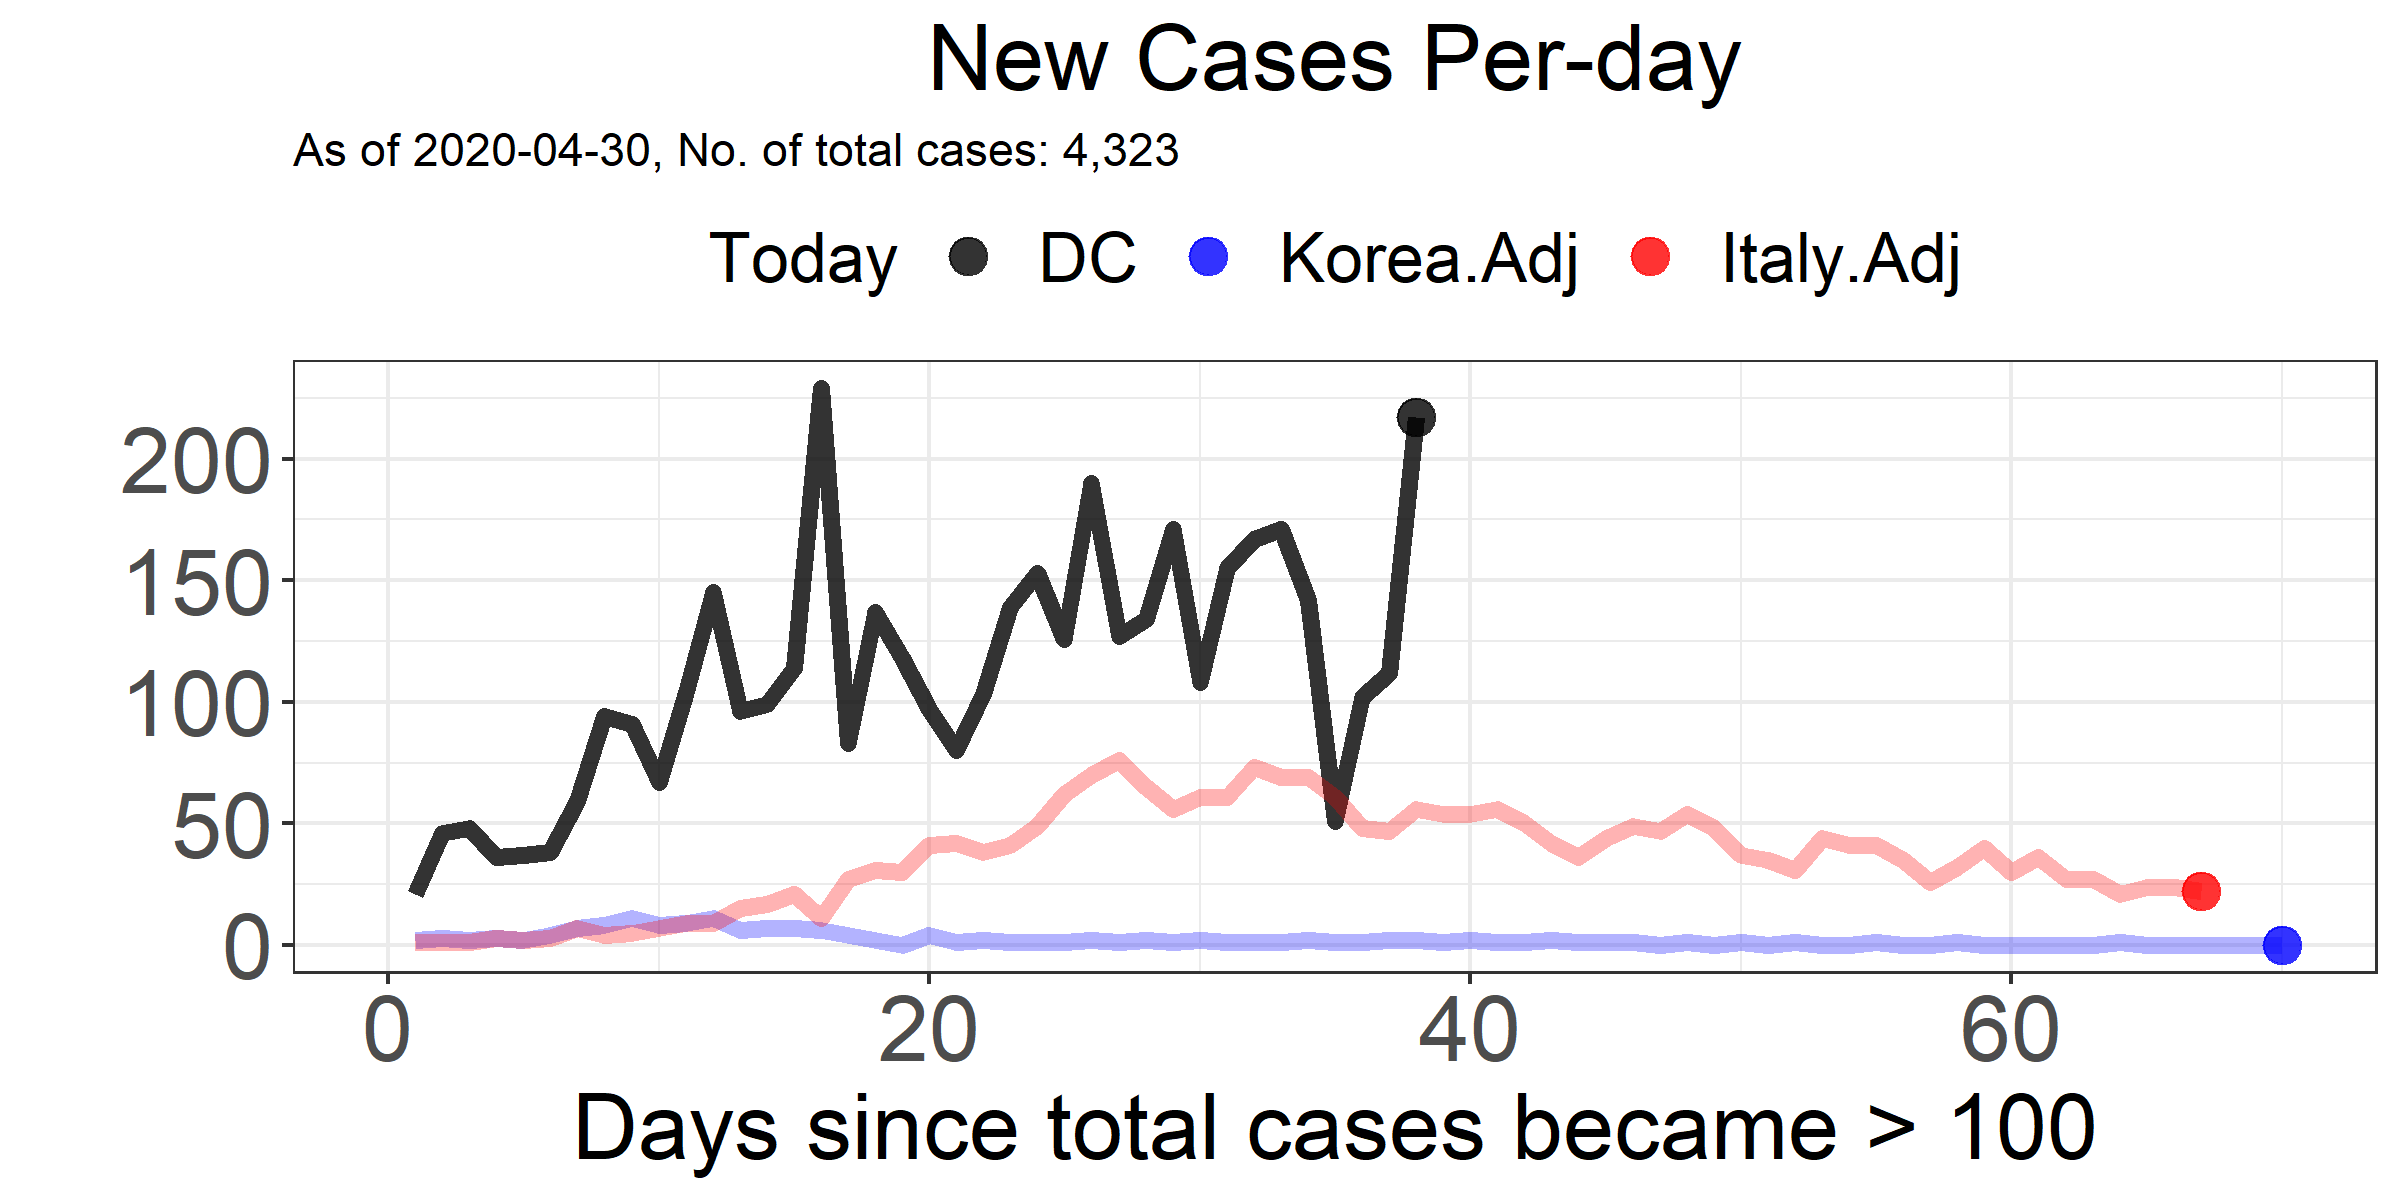 New Cases Per-day
As of 2020-04-30, No. of total cases: 4,323
Today DC Korea.Adj Italy.Adj
200
150
100
50
0
0 20 40 60
Days since total cases became > 100